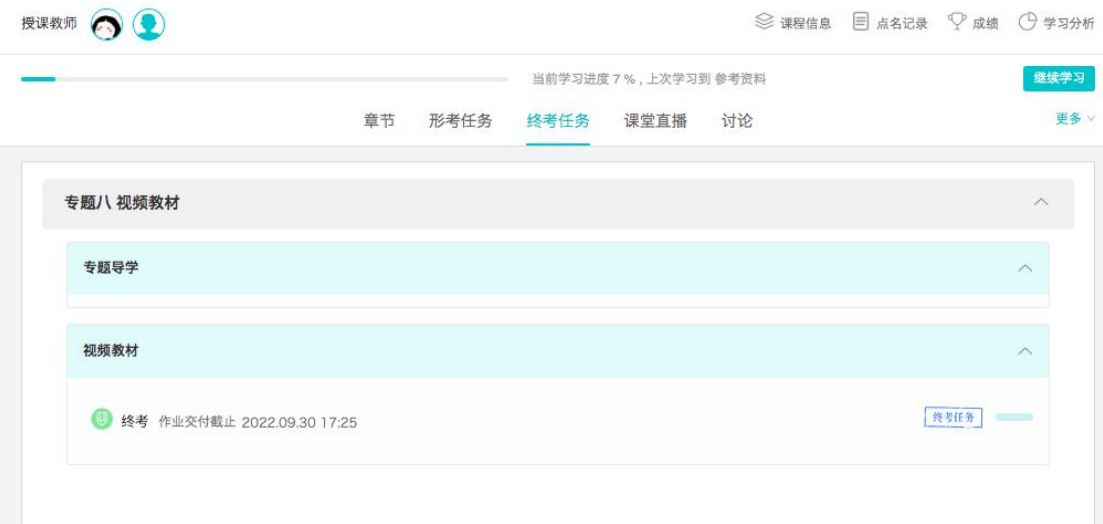 授课教师 课程信息 点名记录 成绩 学习分析
当前学习进度 7 % , 上次学习到 参考资料 继续学习
章节 形考任务 终考任务 课堂直播 讨论 更多
专题八 视频教材
专题导学
视频教材
终考 作业交付截止 2022.09.30 17:25 终考任务